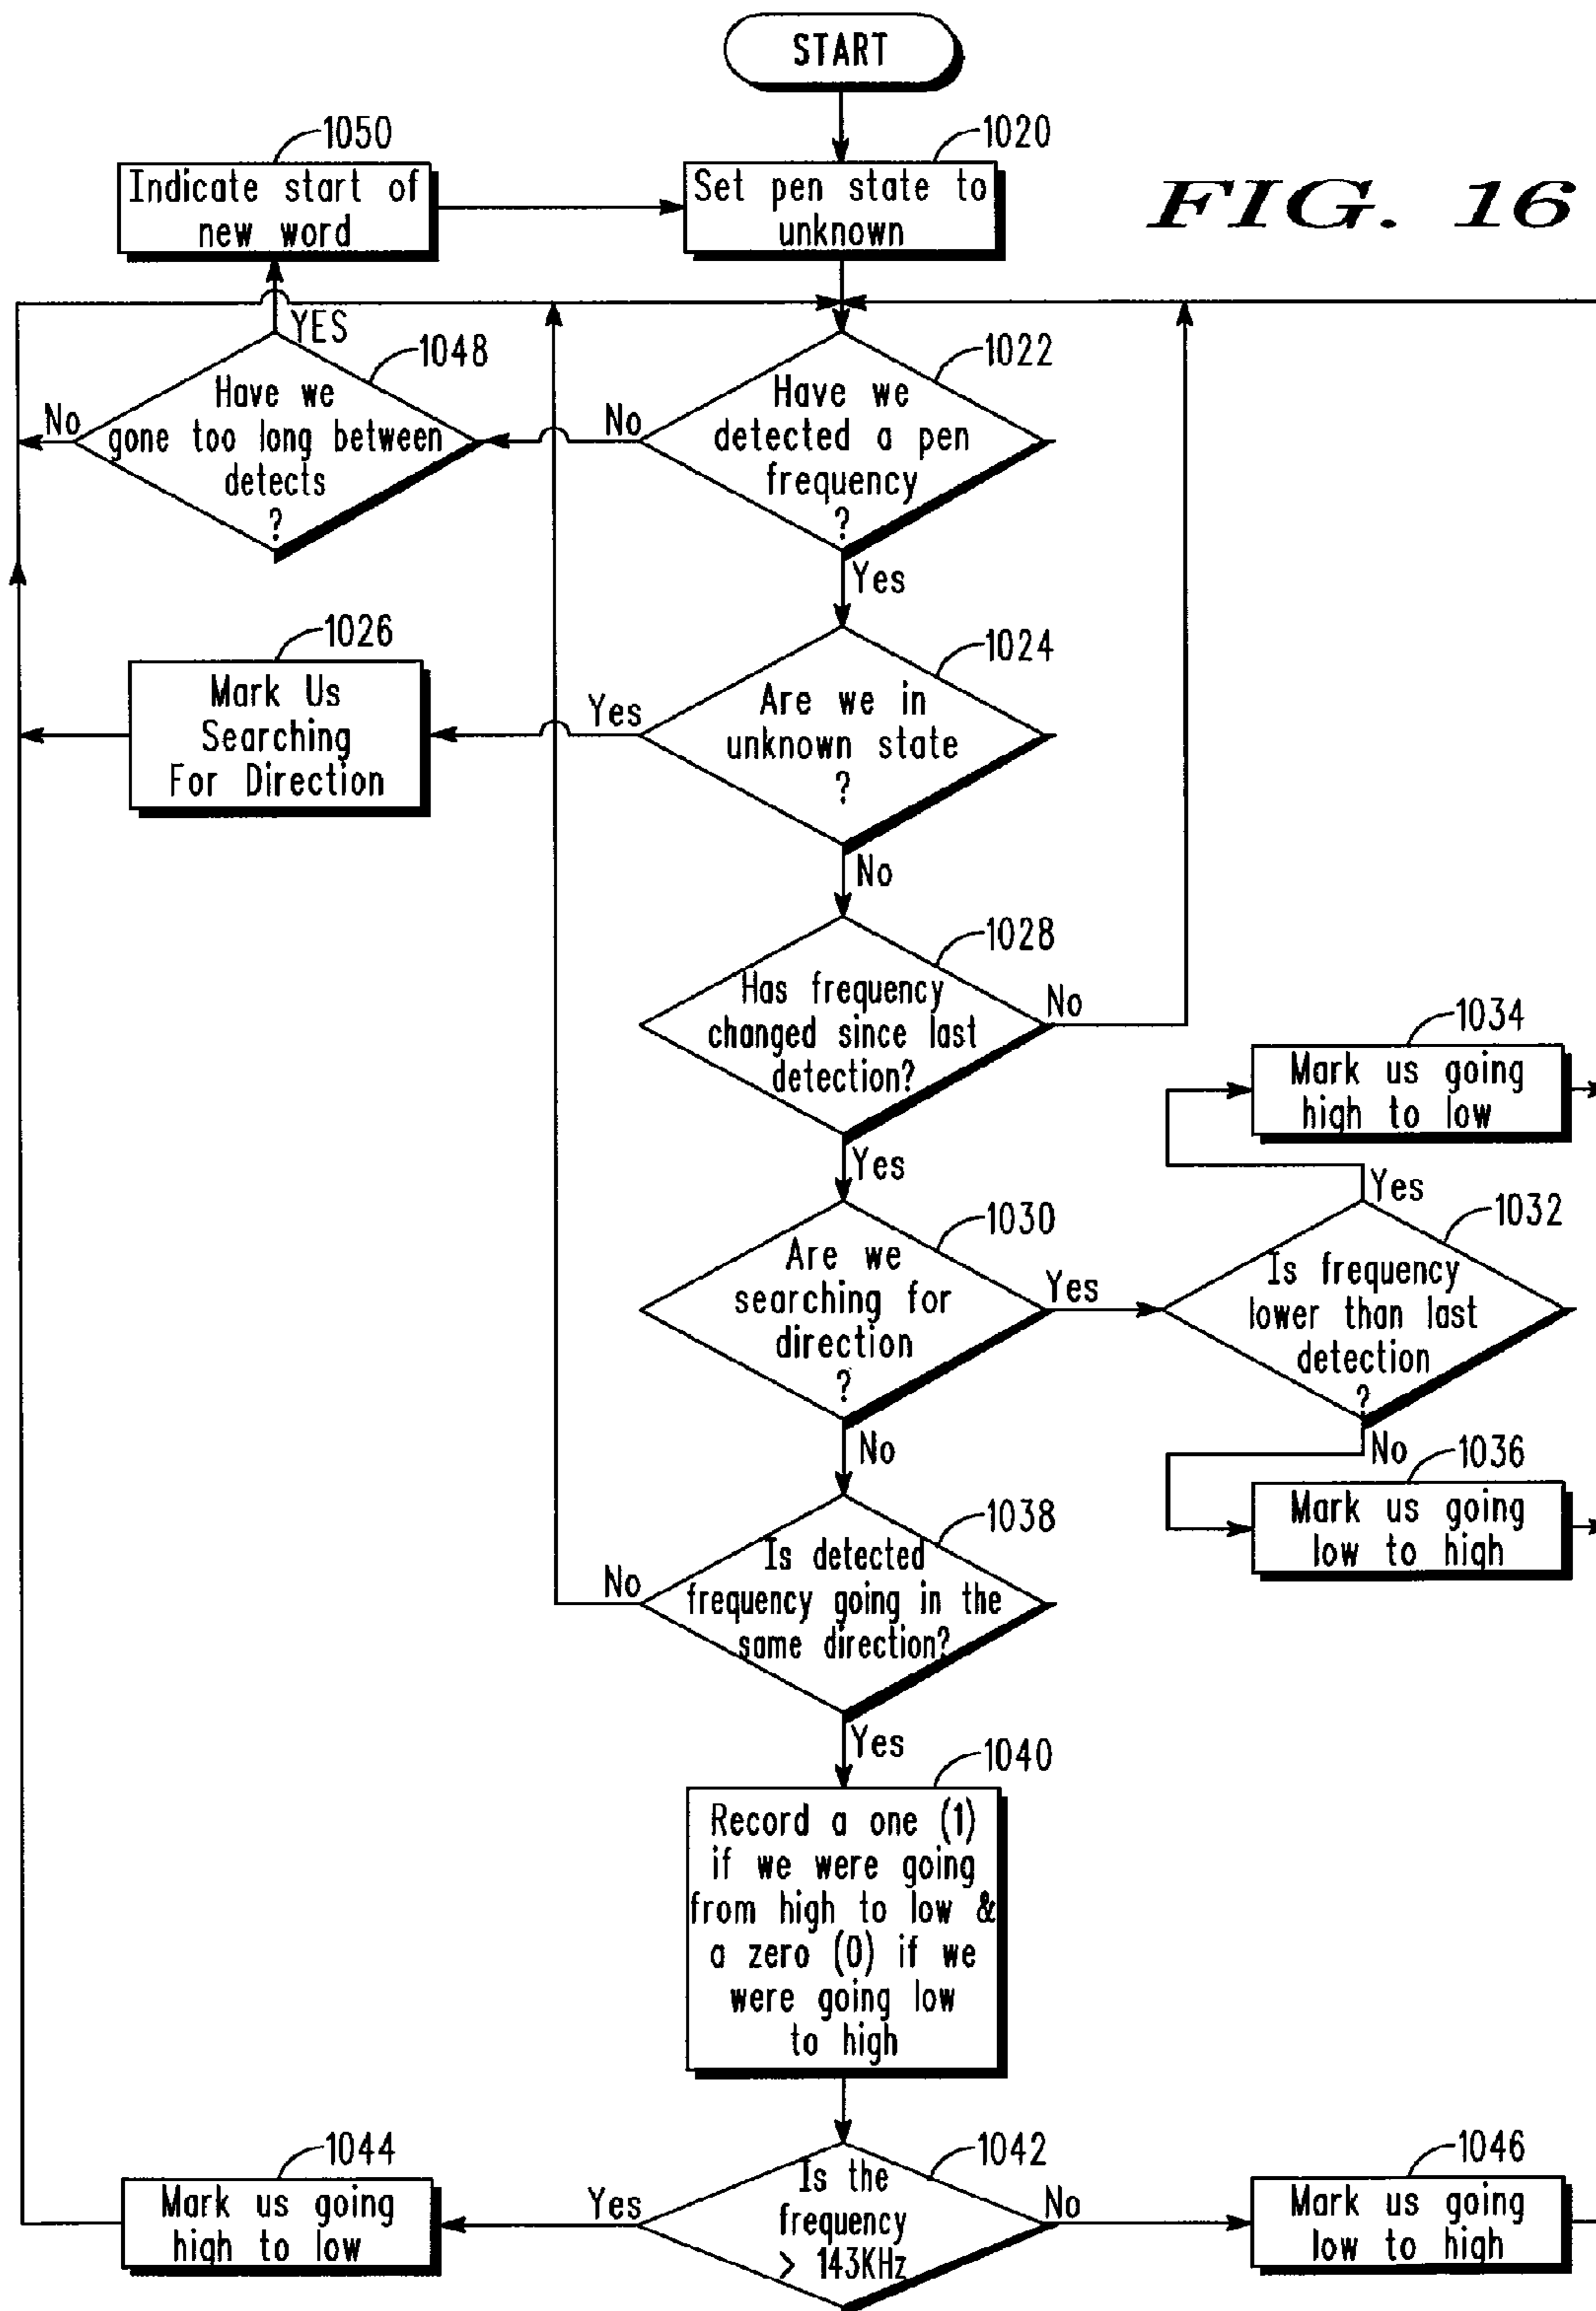 START
1050
1020
Indicate start of
new word
Set pen state to
unknown
FIG. 16
YES
1048
1022
Have we
gone too long between
detects
?
No
Have we
detected a pen
frequency
?
No
Yes
1026
1024
Mark Us
Searching
For Direction
Yes
Are we in
unknown state
?
No
1028
Has frequency
changed since last
detection?
No
Yes
1034
Mark us going
high to low
Yes
1030
1032
Are we
searching for
direction
?
Yes
Is frequency
lower than last
detection
?
No
No
1036
Mark us going
low to high
1038
Is detected
frequency going in the
same direction?
No
Yes
1040
Record a one (1)
if we were going
from high to low &
a zero (0) if we
were going low
to high
1044
1042
1046
Mark us going
high to low
Yes
Is the
frequency
> 143KHz
No
Mark us going
low to high